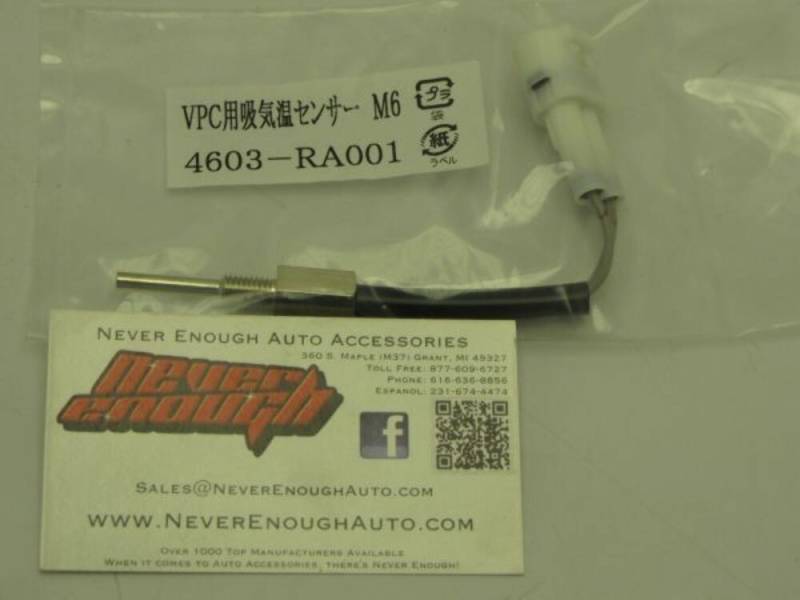 VPC用吸気温センサー M6
4603-RA001
プラ
袋
紙
ラベル
NEVER ENOUGH AUTO ACCESSORIES
360 S. MAPLE (M37) GRANT, MI 49327
TOLL FREE: 877-609-6727
PHONE: 616-636-8856
ESPANOL: 231-674-4474
never
enough
f
SALES@NEVERENOUGHAUTO.COM
WWW.NEVERENOUGHAUTO.COM
OVER 1000 TOP MANUFACTURERS AVAILABLE
WHEN IT COMES TO AUTO ACCESSORIES, THERE'S NEVER ENOUGH!